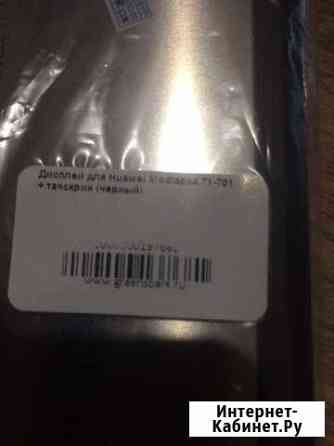 Дисплей для Huawei Mediapad T1-701
+ тачскрин (черный)
www.greenspark.ru
Интернет-
Кабинет.Ру